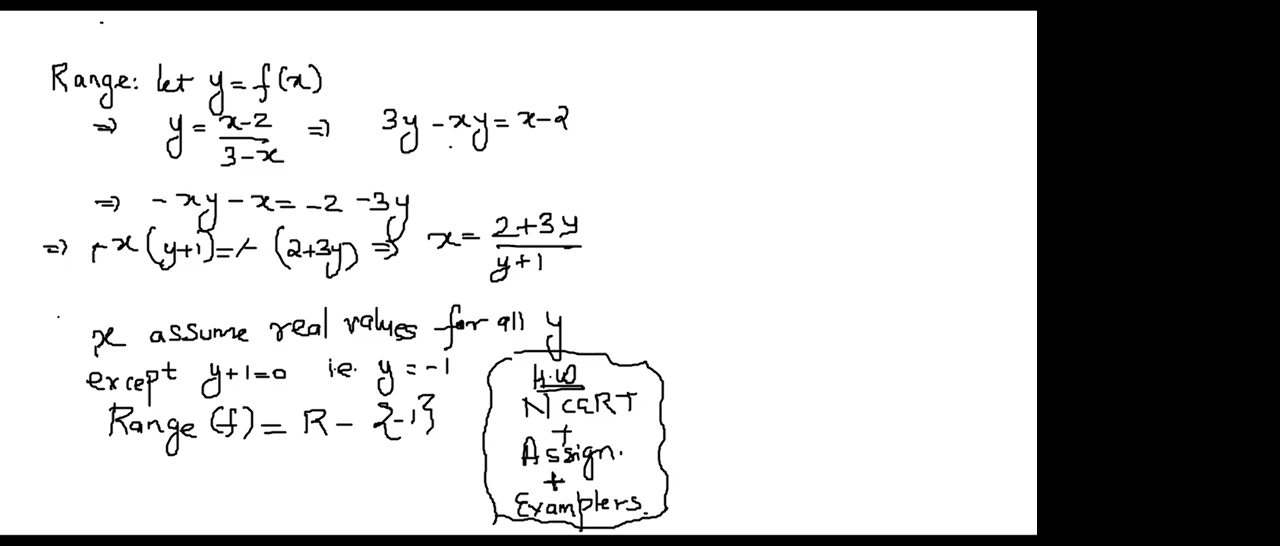 Range: let y = f(x)
⇒ y = (x-2)/(3-x) ⇒ 3y - xy = x - 2
⇒ - xy - x = -2 - 3y
⇒ - x (y+1) = - (2+3y) ⇒ x = (2+3y)/(y+1)
x assume real values for all y
except y+1=0 i.e. y = -1
Range (f) = R - {-1}
H.W
NCERT
+
Assign.
+
Examplers.